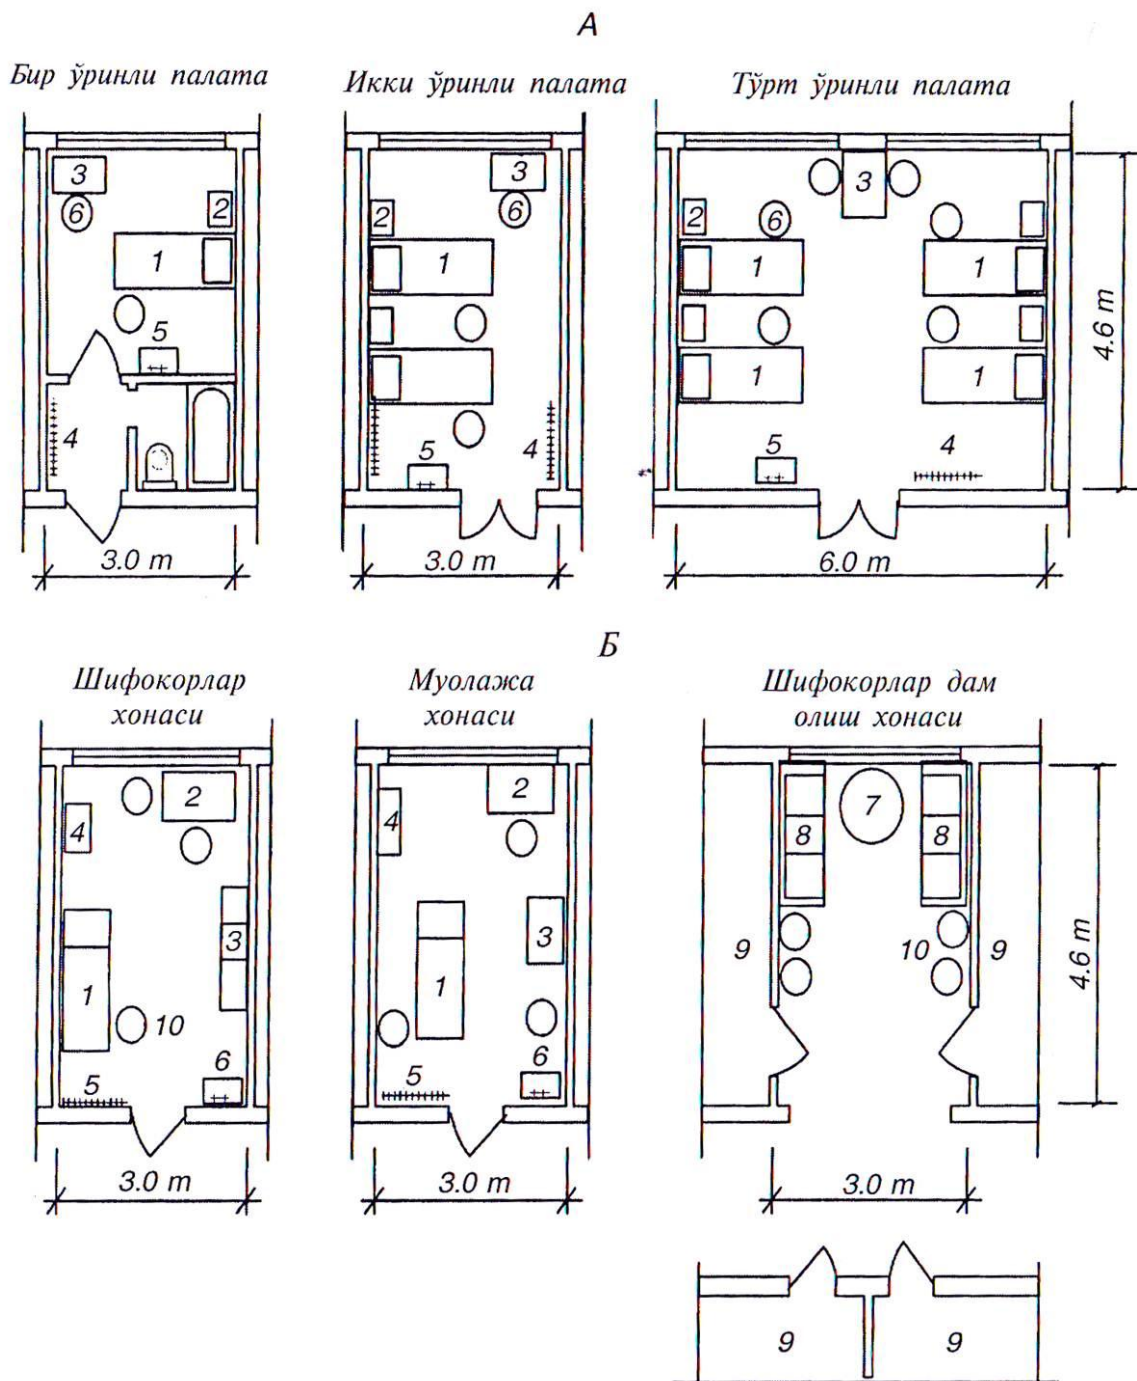 А
Бир ўринли палата
Икки ўринли палата
Тўрт ўринли палата
3
6
2
1
5
4
3.0 m
3
2
6
1
5
4
3.0 m
3
2
6
1
1
1
1
5
4
4.6 m
6.0 m
Б
Шифокорлар
хонаси
2
4
3
1
10
6
5
3.0 m
Муолажа
хонаси
2
4
3
1
6
5
3.0 m
Шифокорлар дам
олиш хонаси
7
8
8
9
10
9
4.6 m
3.0 m
9
9